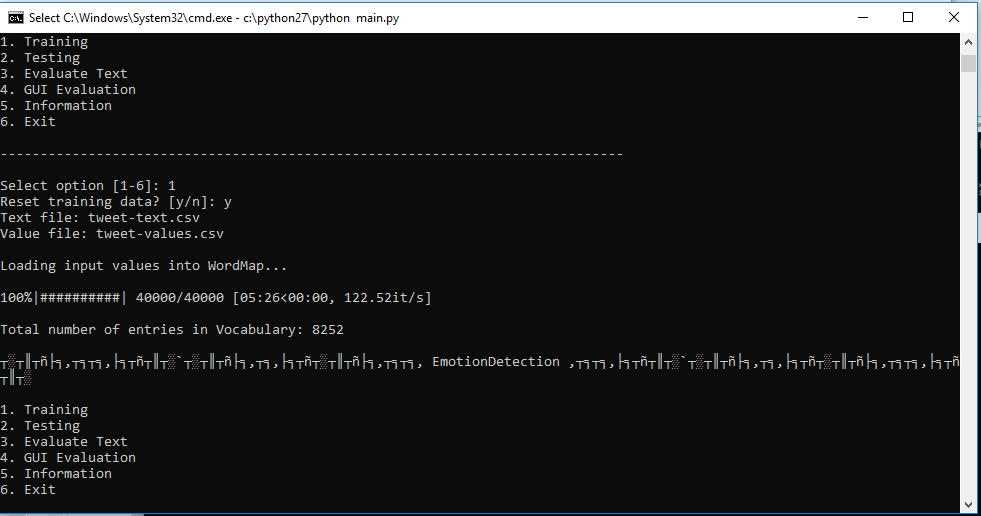 Select C:\Windows\System32\cmd.exe - c:\python27\python  main.py
1. Training
2. Testing
3. Evaluate Text
4. GUI Evaluation
5. Information
6. Exit
------------------------------------------------------------------------------
Select option [1-6]: 1
Reset training data? [y/n]: y
Text file: tweet-text.csv
Value file: tweet-values.csv
Loading input values into WordMap...
100%|##########| 40000/40000 [05:26<00:00, 122.52it/s]
Total number of entries in Vocabulary: 8252
┬░┬║┬ñ├╕,┬╕┬╕,├╕┬ñ┬║┬░`┬░┬║┬ñ├╕,┬╕,├╕┬ñ┬░┬║┬ñ├╕,┬╕┬╕, EmotionDetection ,┬╕┬╕,├╕┬ñ┬║┬░`┬░┬║┬ñ├╕,┬╕,├╕┬ñ┬░┬║┬ñ├╕,┬╕┬╕,├╕┬ñ
┬║┬░
1. Training
2. Testing
3. Evaluate Text
4. GUI Evaluation
5. Information
6. Exit